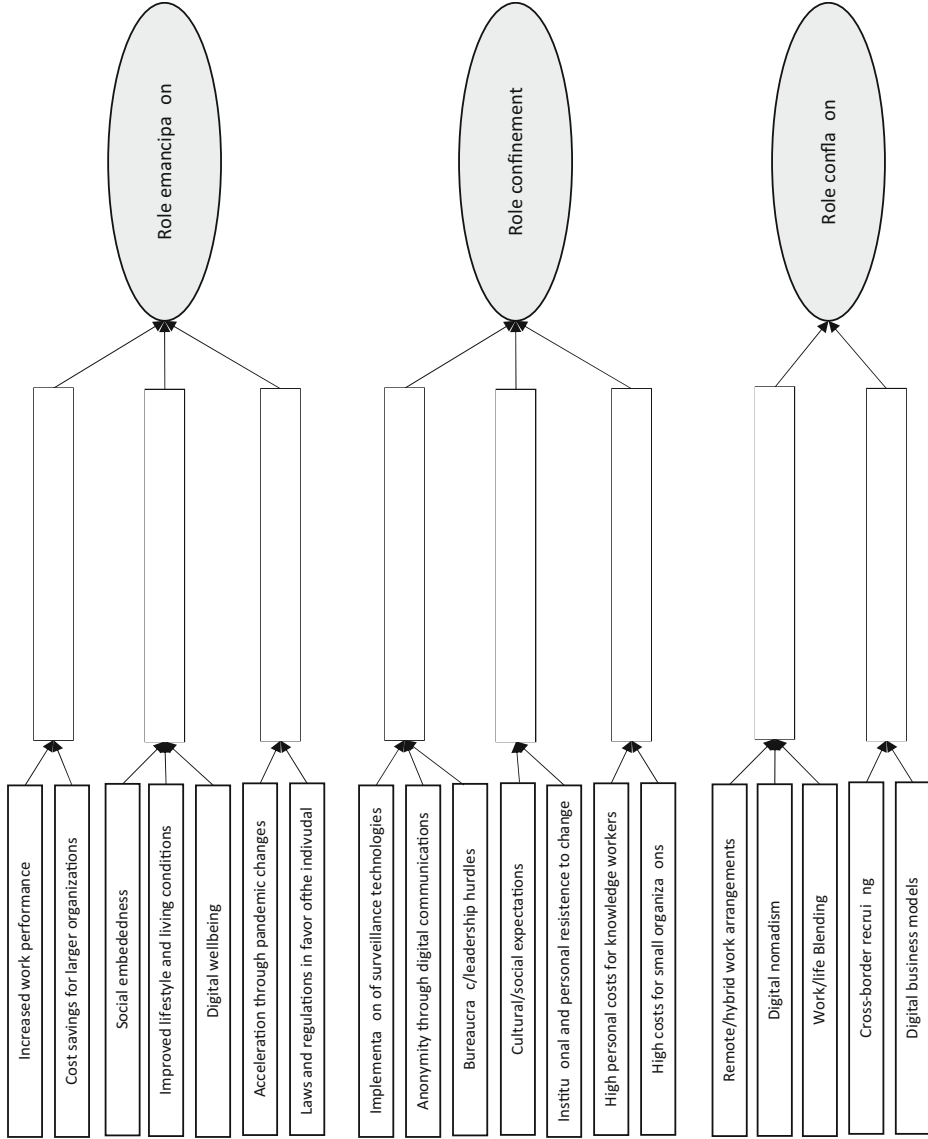 Increased work performance
Cost savings for larger organizations
Social embededness
Improved lifestyle and living conditions
Digital wellbeing
Acceleration through pandemic changes
Laws and regulations in favor ofthe indivudal
Implementa on of surveillance technologies
Anonymity through digital communications
Bureaucra c/leadership hurdles
Cultural/social expectations
Institu onal and personal resistence to change
High personal costs for knowledge workers
High costs for small organiza ons
Remote/hybrid work arrangements
Digital nomadism
Work/life Blending
Cross-border recrui ng
Digital business models
Role emancipa on
Role confinement
Role confla on